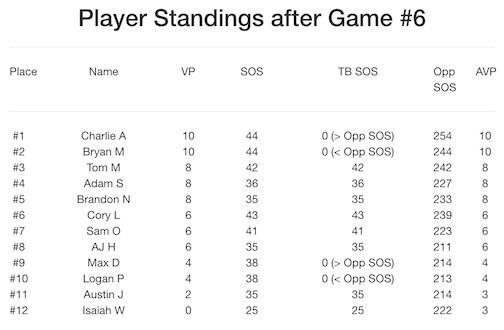 Player Standings after Game #6
Place Name VP SOS TB SOS Opp SOS AVP
#1 Charlie A 10 44 0 (> Opp SOS) 254 10
#2 Bryan M 10 44 0 (< Opp SOS) 244 10
#3 Tom M 8 42 42 242 8
#4 Adam S 8 36 36 227 8
#5 Brandon N 8 35 35 233 8
#6 Cory L 6 43 43 239 6
#7 Sam O 6 41 41 223 6
#8 AJ H 6 35 35 211 6
#9 Max D 4 38 0 (> Opp SOS) 214 4
#10 Logan P 4 38 0 (< Opp SOS) 213 4
#11 Austin J 2 35 35 214 3
#12 Isaiah W 0 25 25 222 3